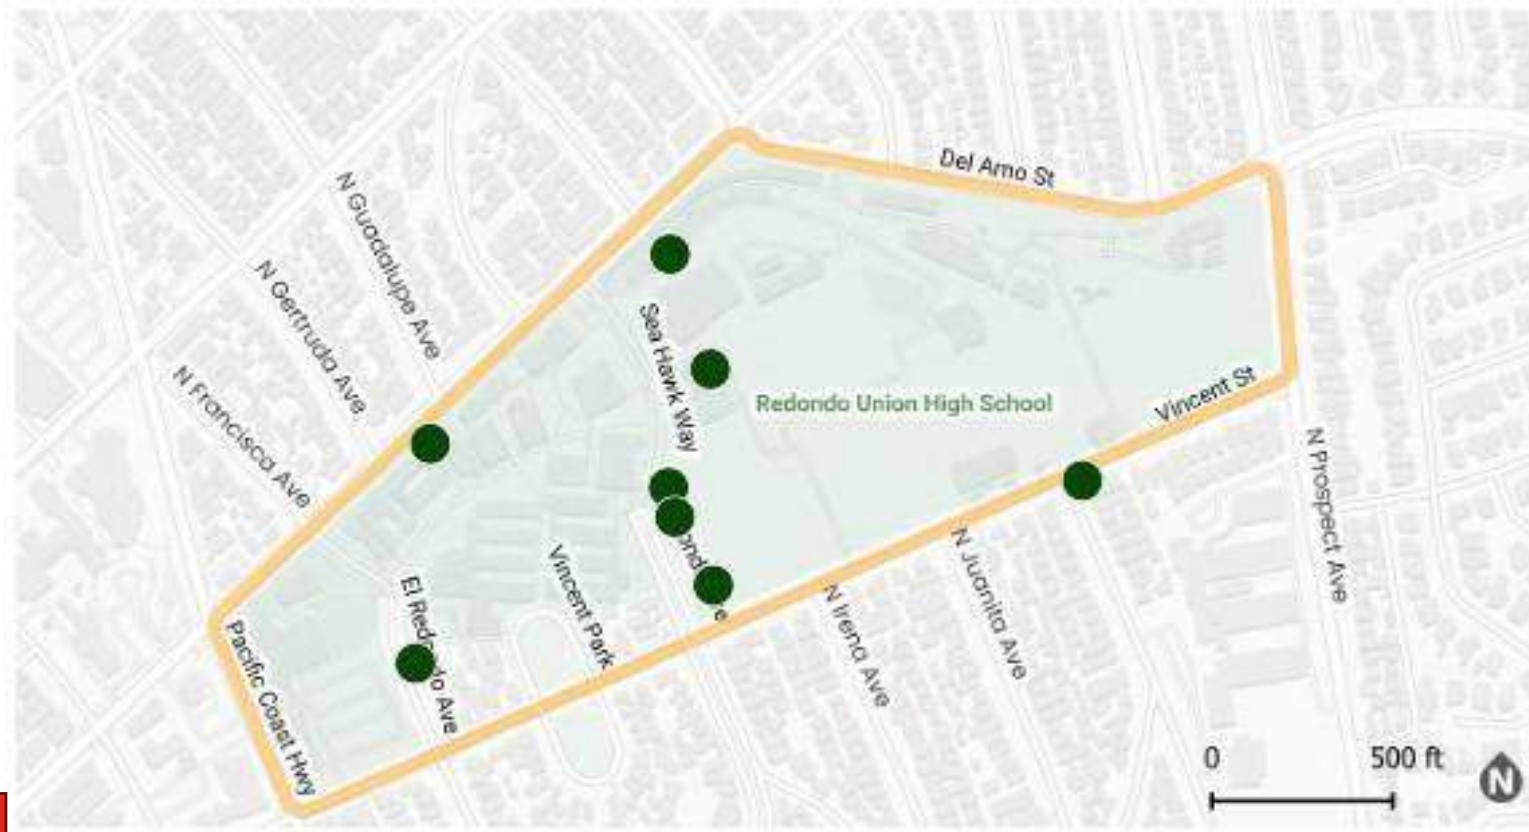 Del Amo St
N Guadalupe Ave
N Gertruda Ave
N Francisca Ave
Sea Hawk Way
Redondo Union High School
Vincent St
N Prospect Ave
N Juanita Ave
N Irena Ave
Vincent Park
El Redondo Ave
Pacific Coast Hwy
0
500 ft
N